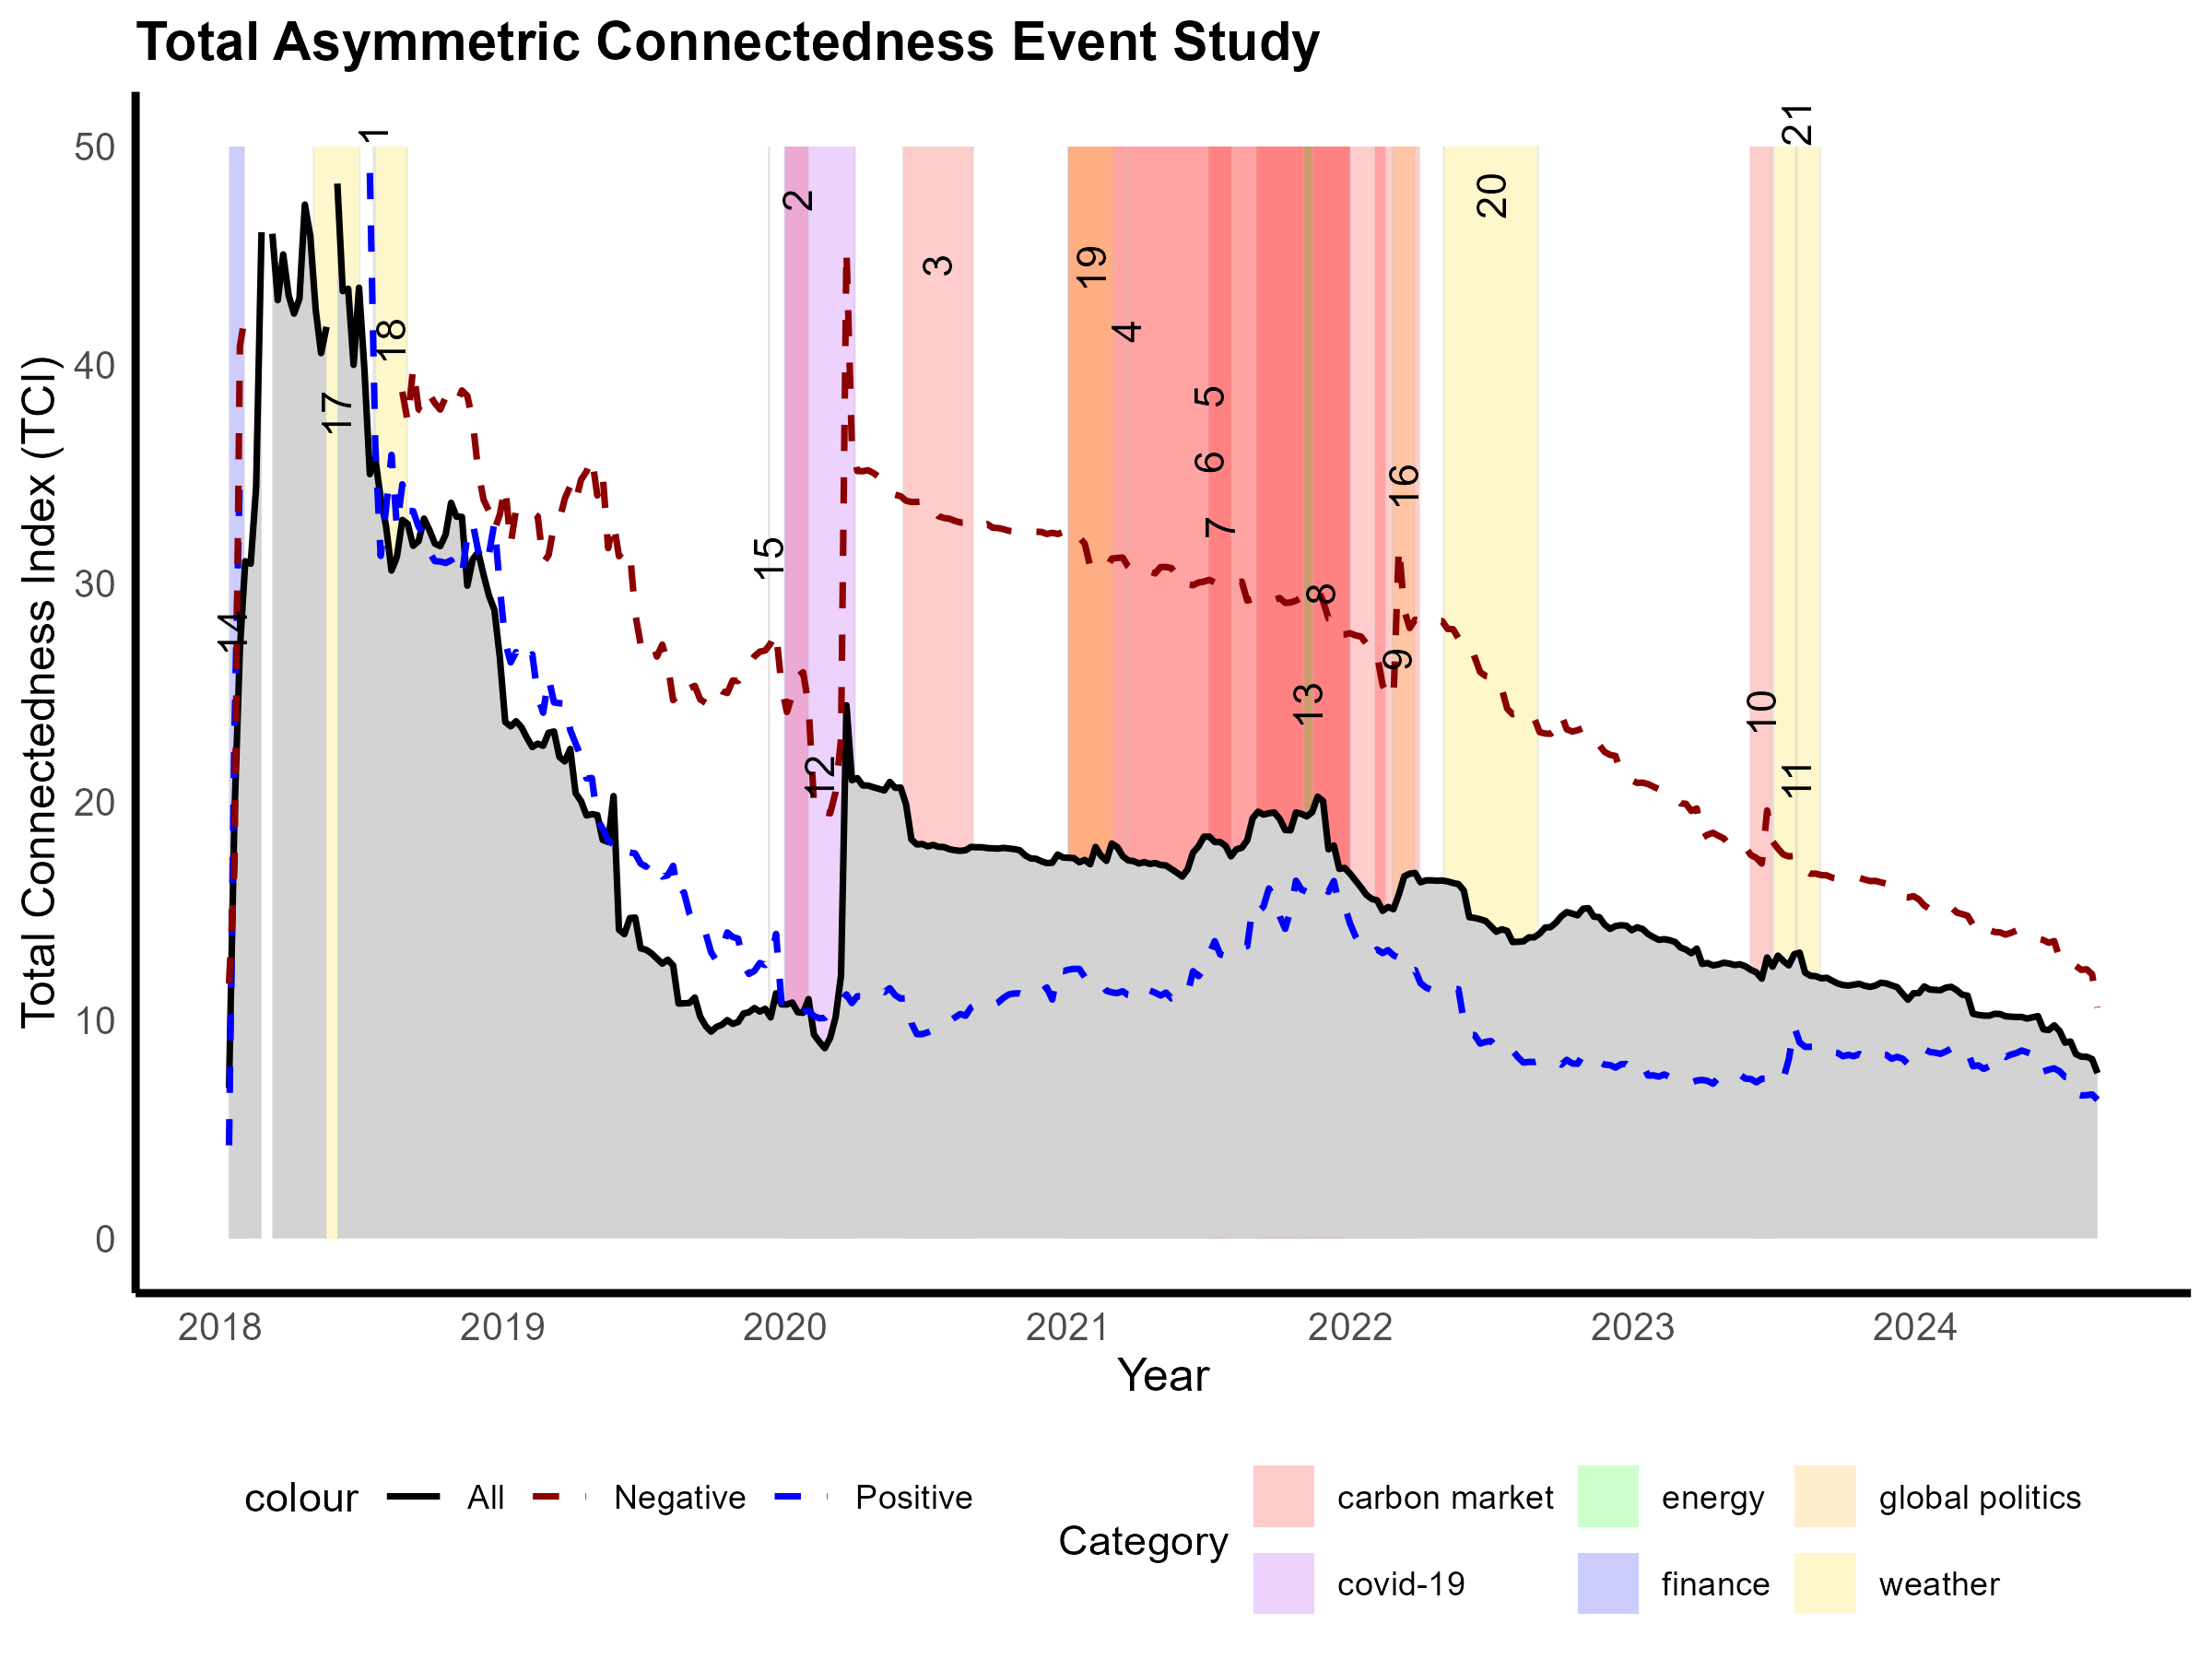 Total Asymmetric Connectedness Event Study
Total Connectedness Index (TCI)
50
40
30
20
10
0
14
17
1
18
15
2
12
3
19
4
5
6
7
8
13
16
9
20
10
21
11
2018
2019
2020
2021
2022
2023
2024
Year
colour
All
Negative
Positive
Category
carbon market
energy
global politics
covid-19
finance
weather